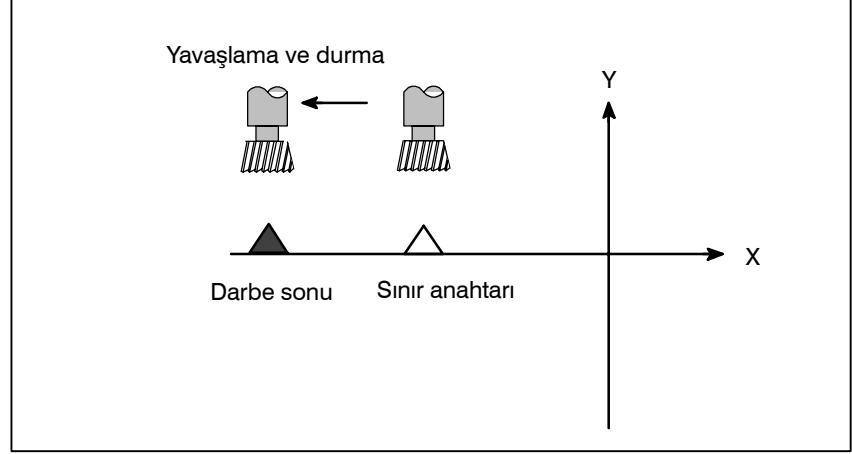 Yavaşlama ve durma
Y
X
Darbe sonu
Sınır anahtarı